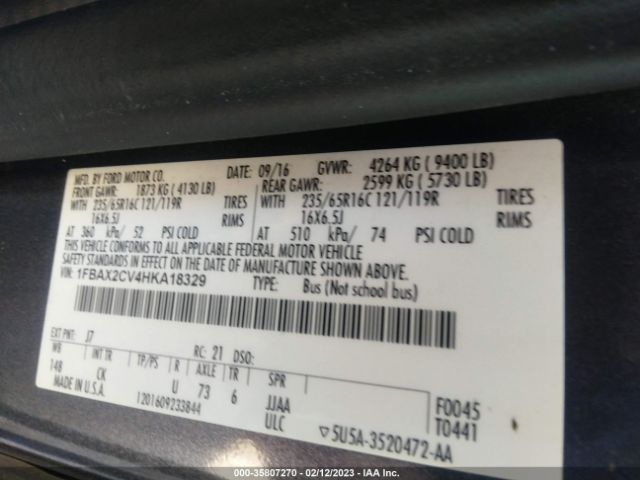 MFD. BY FORD MOTOR CO. DATE: 09/16 GVWR: 4264 KG ( 9400 LB)
FRONT GAWR: 1873 KG ( 4130 LB) REAR GAWR: 2599 KG ( 5730 LB)
WITH 235/65R16C 121/119R TIRES WITH 235/65R16C 121/119R TIRES
16X6.5J RIMS 16X6.5J RIMS
AT 360 kPa/ 52 PSI COLD AT 510 kPa/ 74 PSI COLD
THIS VEHICLE CONFORMS TO ALL APPLICABLE FEDERAL MOTOR VEHICLE
SAFETY STANDARDS IN EFFECT ON THE DATE OF MANUFACTURE SHOWN ABOVE.
VIN: 1FBAX2CV4HKA18329 TYPE: Bus (Not school bus)
EXT PNT: J7 RC: 21 DSO:
WB INT TR TP/PS R AXLE TR SPR
148 CK U 73 6 JJAA F0045
MADE IN U.S.A. 1201609233844 ULC T0441
▽5U5A-3520472-AA
000-35807270 - 02/12/2023 - IAA Inc.